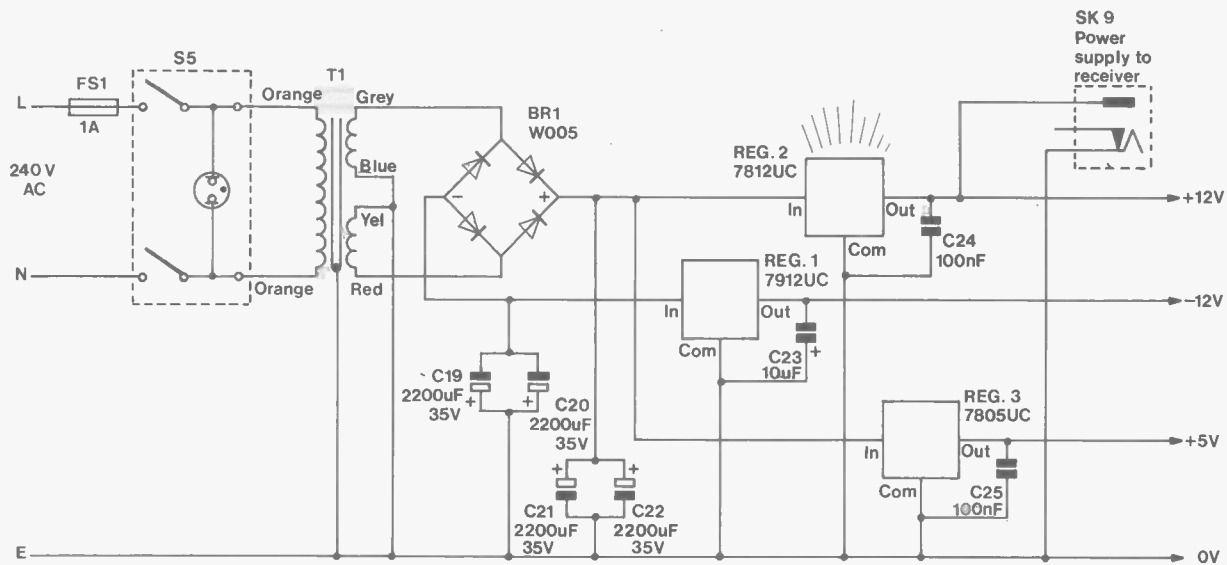 SK 9
Power
supply to
receiver
S5
FS1
1A
L
240V
AC
N
T1
Orange
Grey
Blue
Yel
Orange
Red
BR1
W005
-
+
REG. 2
7812UC
In
Out
Com
C24
100nF
+12V
REG. 1
7912UC
In
Out
Com
C23
10uF
+
-12V
C19
2200uF
35V
+
+
C20
2200uF
35V
REG. 3
7805UC
In
Out
Com
C25
100nF
+5V
+
+
C21
2200uF
35V
C22
2200uF
35V
E
0V